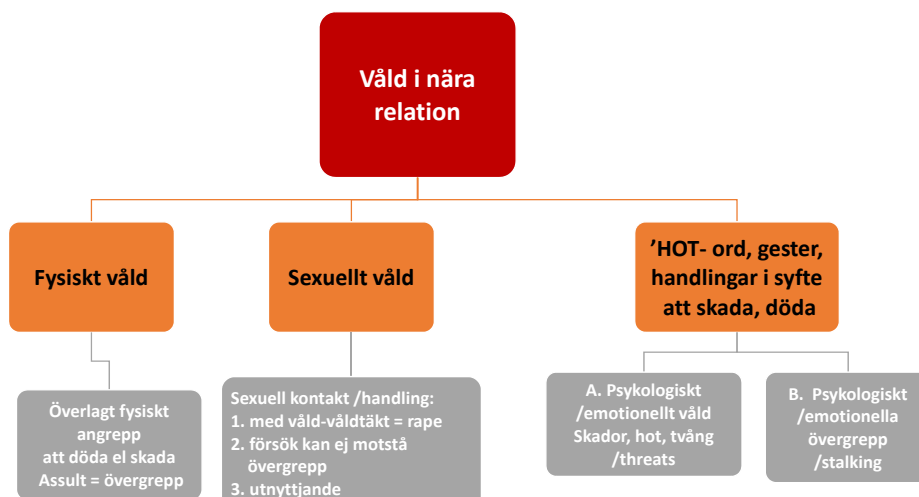 Våld i nära
relation
Fysiskt våld
Sexuellt våld
’HOT- ord, gester,
handlingar i syfte
att skada, döda
Överlagt fysiskt
angrepp
att döda el skada
Assult = övergrepp
Sexuell kontakt /handling:
1. med våld-våldtäkt = rape
2. försök kan ej motstå
övergrepp
3. utnyttjande
A. Psykologiskt
/emotionellt våld
Skador, hot, tvång
/threats
B. Psykologiskt
/emotionella
övergrepp
/stalking